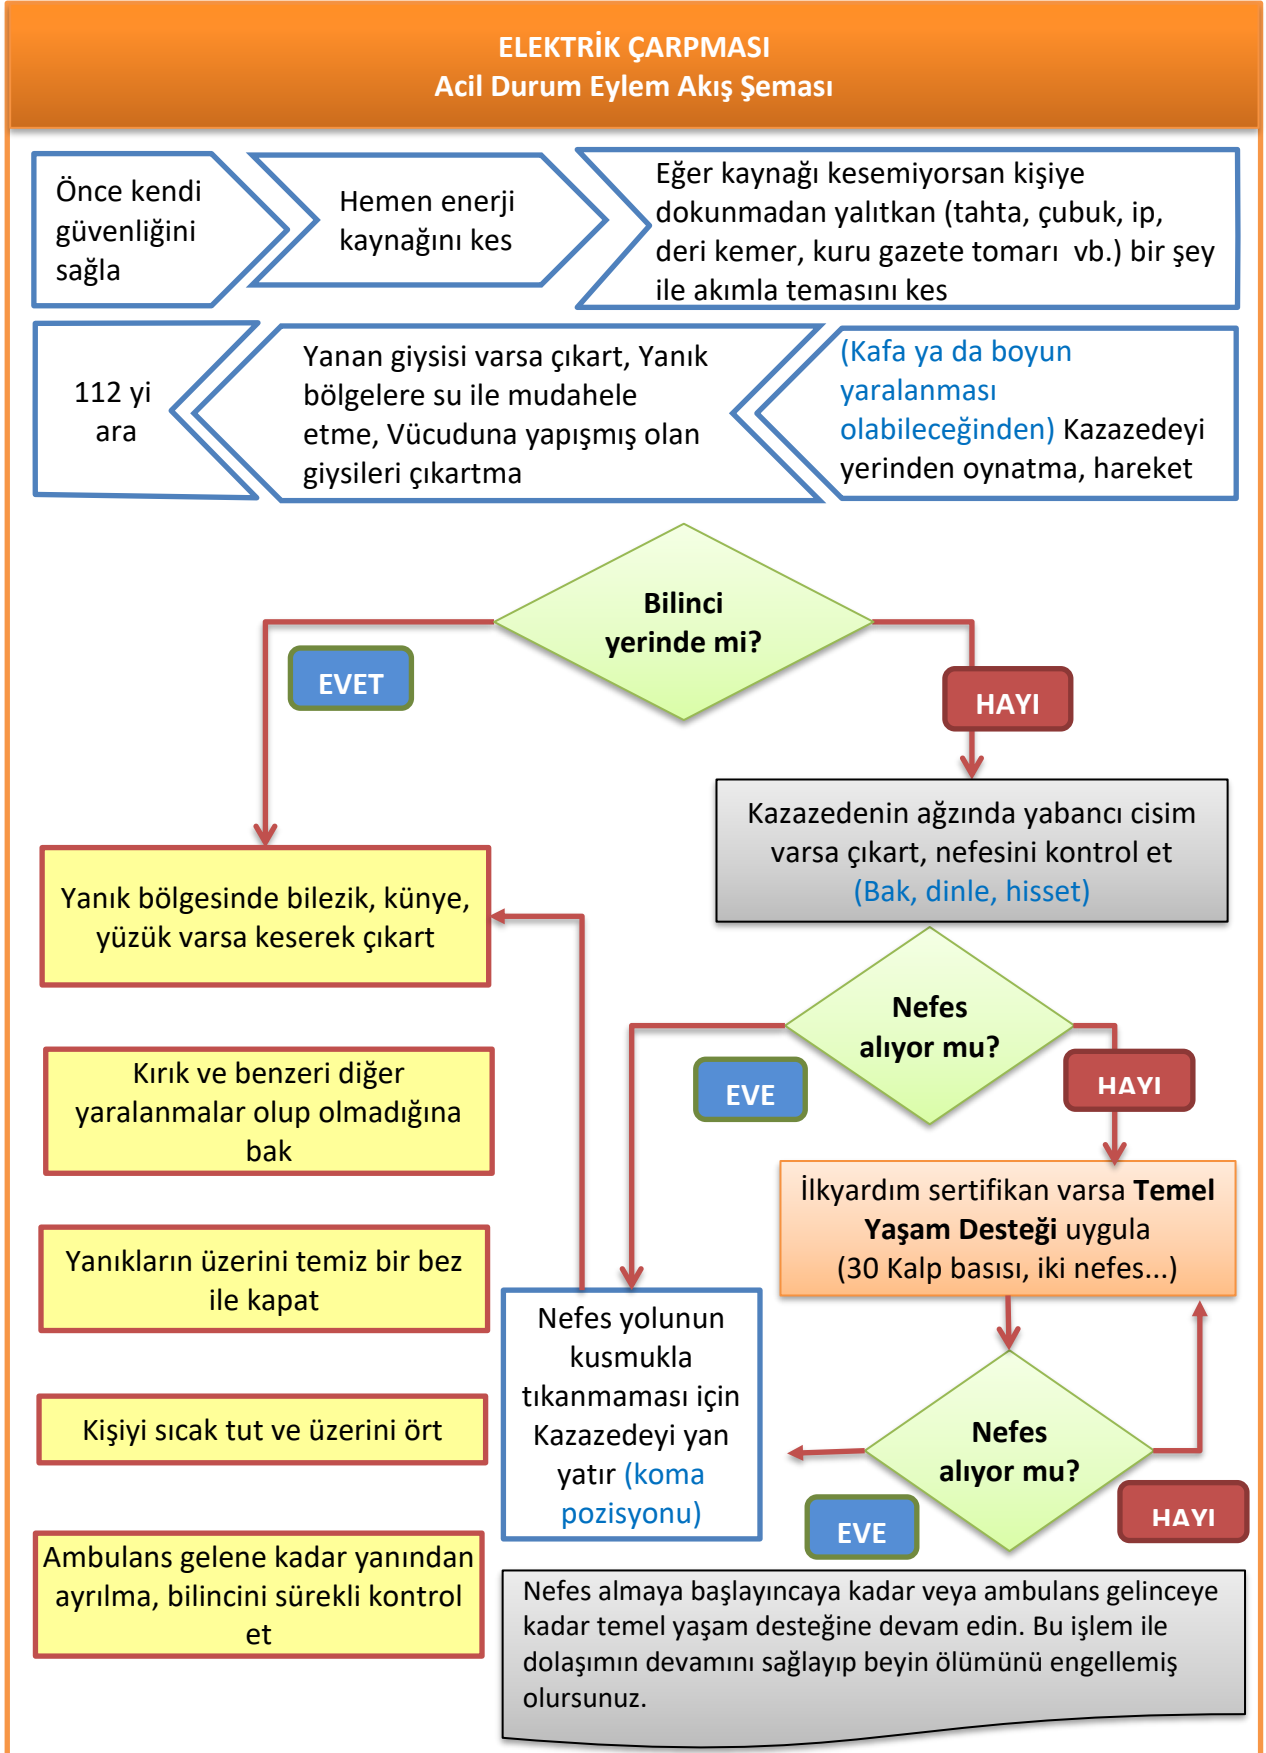 ELEKTRİK ÇARPMASI
Acil Durum Eylem Akış Şeması
Önce kendi
güvenliğini
sağla
Hemen enerji
kaynağını kes
Eğer kaynağı kesemiyorsan kişiye
dokunmadan yalıtkan (tahta, çubuk, ip,
deri kemer, kuru gazete tomarı vb.) bir şey
ile akımla temasını kes
(Kafa ya da boyun
yaralanması
olabileceğinden) Kazazedeyi
yerinden oynatma, hareket
Yanan giysisi varsa çıkart, Yanık
bölgelere su ile mudahele
etme, Vücuduna yapışmış olan
giysileri çıkartma
112 yi
ara
Bilinci
yerinde mi?
EVET
HAYI
Kazazedenin ağzında yabancı cisim
varsa çıkart, nefesini kontrol et
(Bak, dinle, hisset)
Yanık bölgesinde bilezik, künye,
yüzük varsa keserek çıkart
Nefes
alıyor mu?
EVE
HAYI
Kırık ve benzeri diğer
yaralanmalar olup olmadığına
bak
İlkyardım sertifikan varsa Temel
Yaşam Desteği uygula
(30 Kalp basısı, iki nefes...)
Yanıkların üzerini temiz bir bez
ile kapat
Nefes yolunun
kusmukla
tıkanmaması için
Kazazedeyi yan
yatır (koma
pozisyonu)
Kişiyi sıcak tut ve üzerini ört
Nefes
alıyor mu?
EVE
HAYI
Ambulans gelene kadar yanından
ayrılma, bilincini sürekli kontrol
et
Nefes almaya başlayıncaya kadar veya ambulans gelinceye
kadar temel yaşam desteğine devam edin. Bu işlem ile
dolaşımın devamını sağlayıp beyin ölümünü engellemiş
olursunuz.